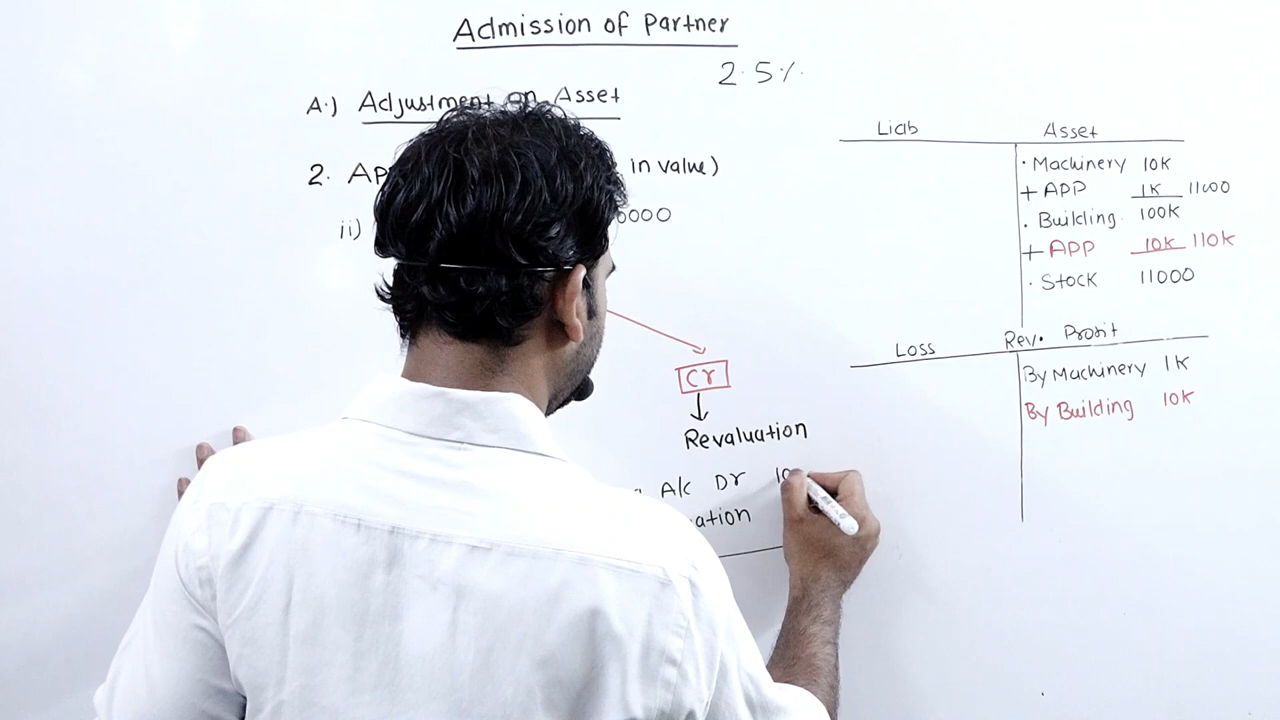 Admission of Partner
2.5%
A.) Adjustment on Asset
2. AP in value)
ii) 0000
Cr
Revaluation
A/c Dr 10
ation
Liab Asset
· Machinery 10K
+ APP 1K 11000
· Building 100K
+ APP 10K 110K
· Stock 11000
Loss Rev. Profit
By Machinery 1K
By Building 10K